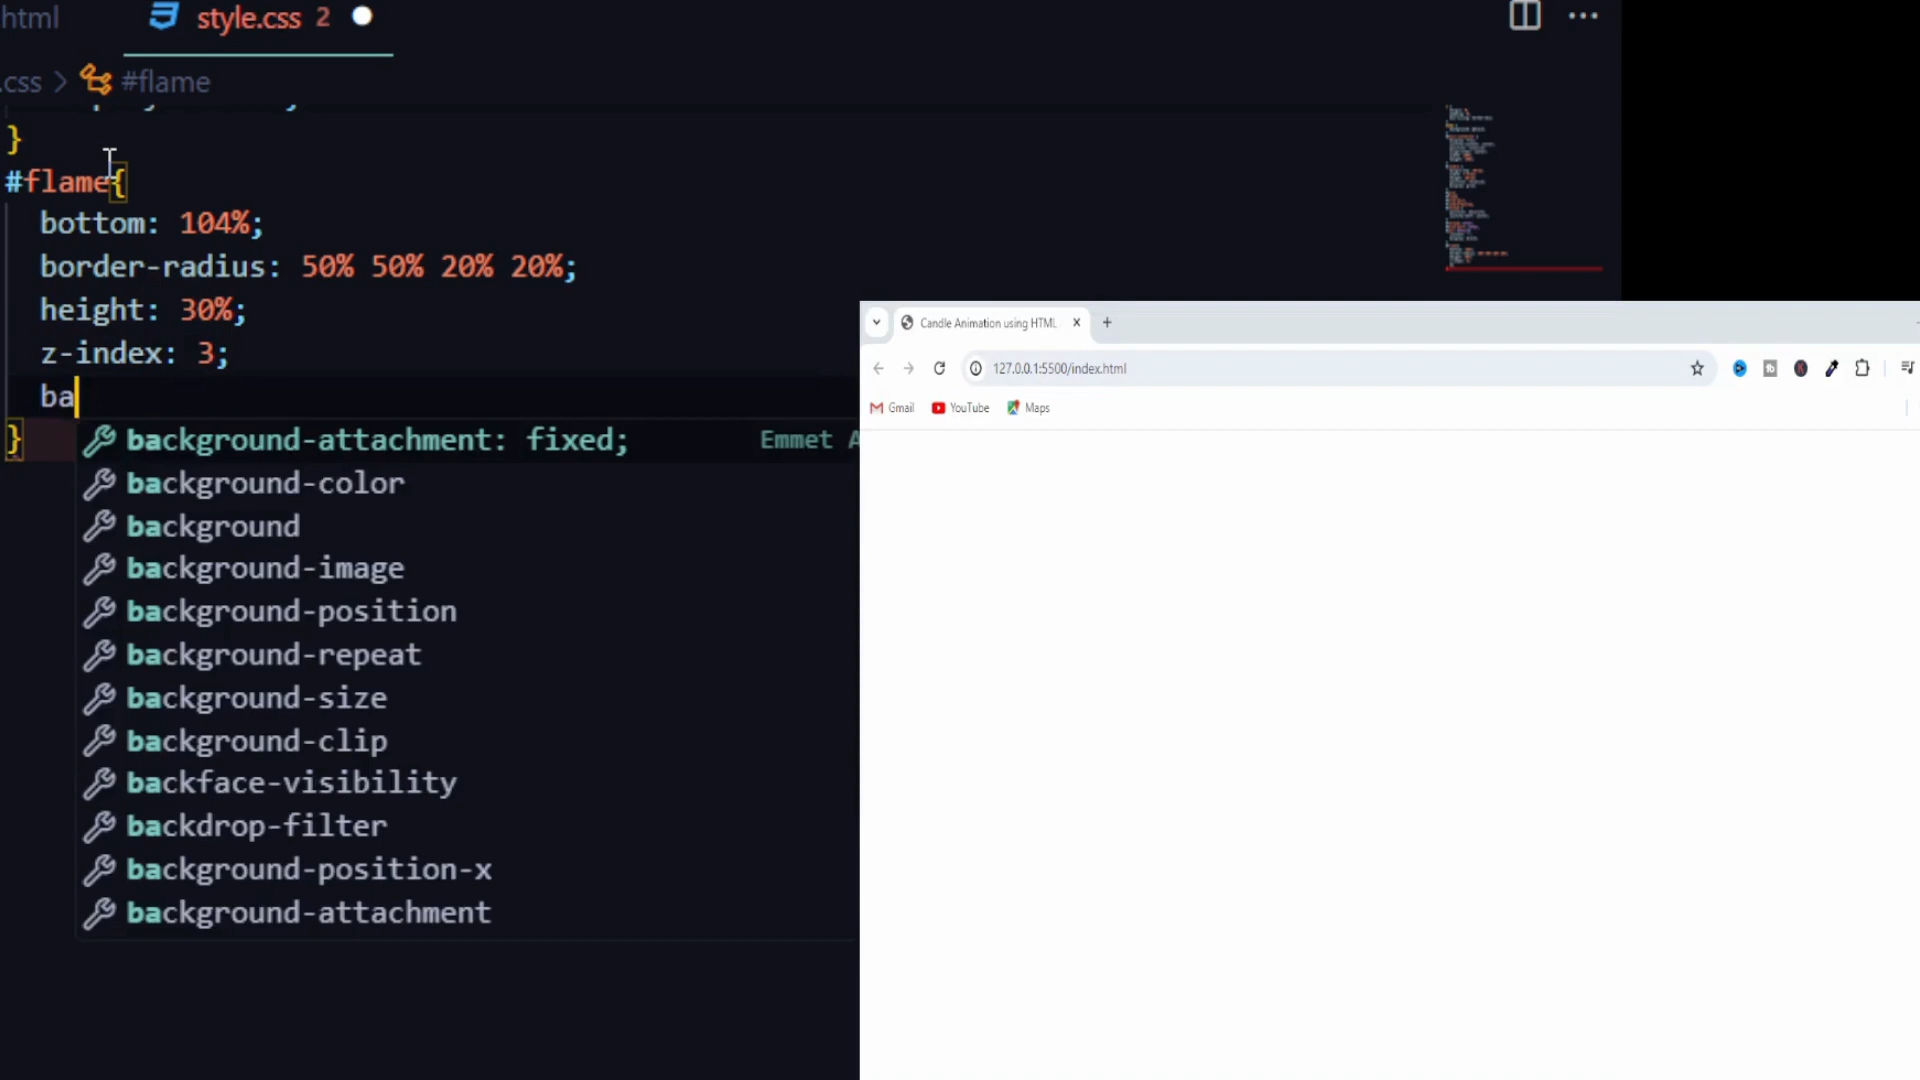 html
style.css 2
.css > #flame
}
#flame{
bottom: 104%;
border-radius: 50% 50% 20% 20%;
height: 30%;
z-index: 3;
ba
}
background-attachment: fixed; Emmet A
background-color
background
background-image
background-position
background-repeat
background-size
background-clip
backface-visibility
backdrop-filter
background-position-x
background-attachment
Candle Animation using HTML
127.0.0.1:5500/index.html
Gmail YouTube Maps